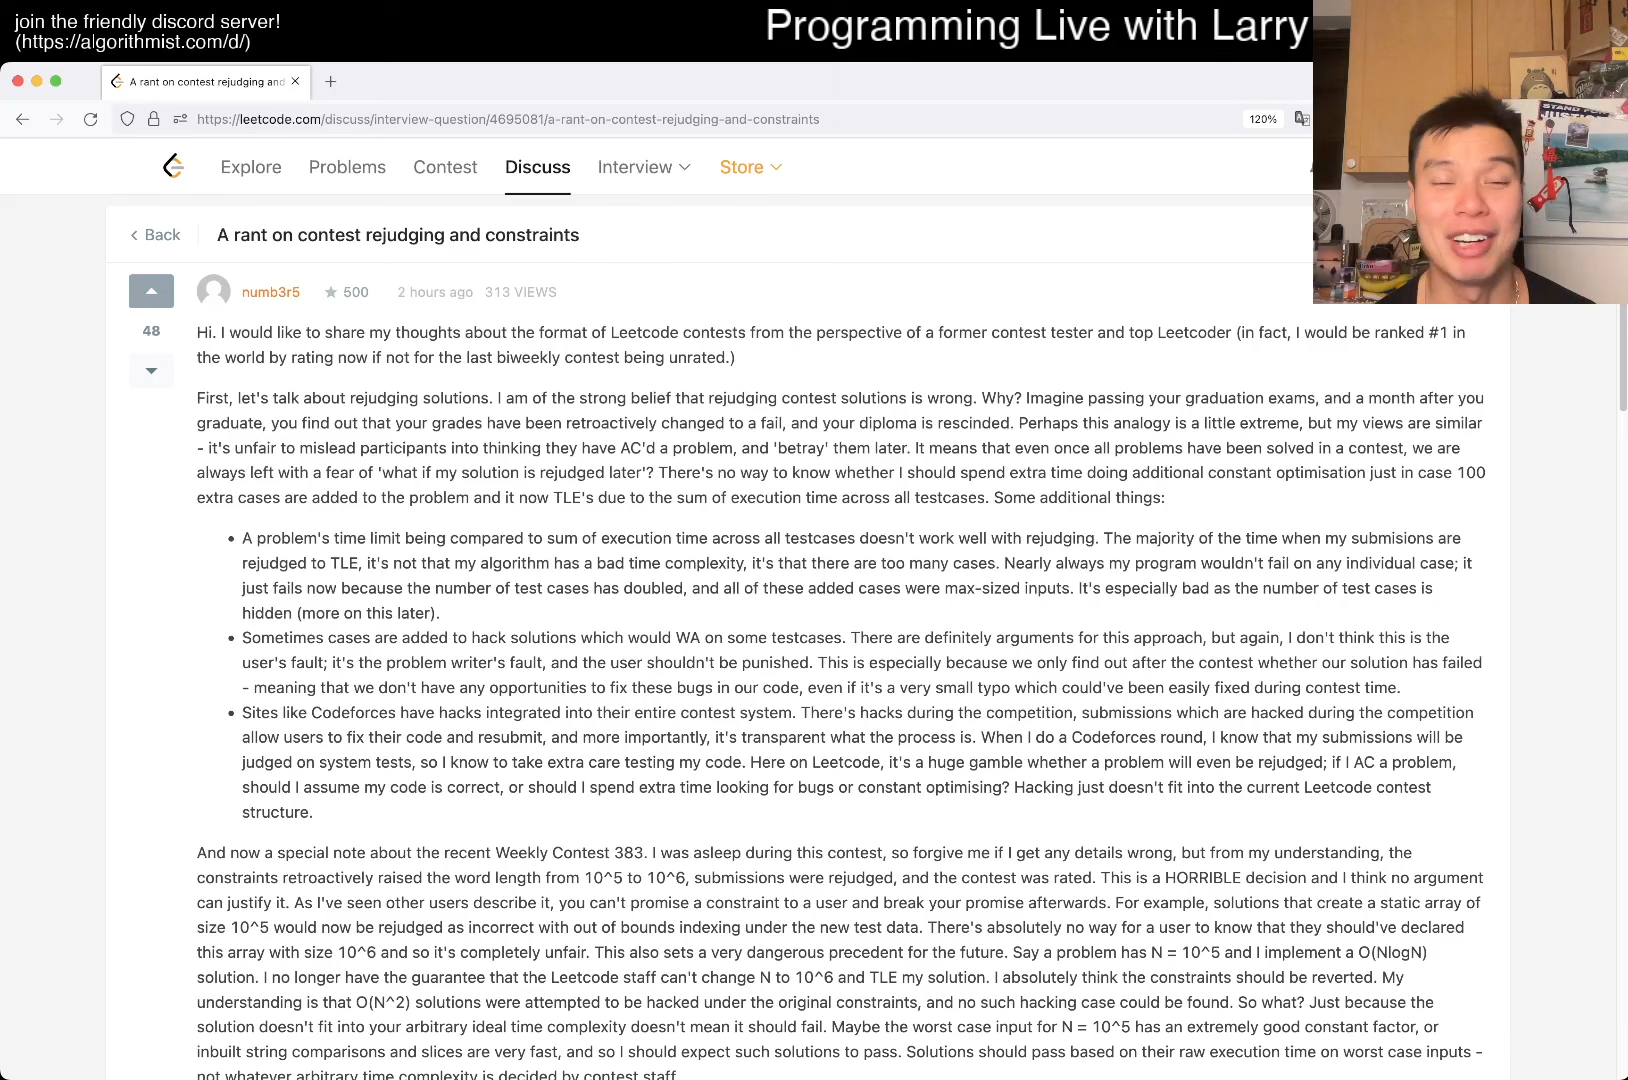 join the friendly discord server!
(https://algorithmist.com/d/)
Programming Live with Larry
A rant on contest rejudging and
https://leetcode.com/discuss/interview-question/4695081/a-rant-on-contest-rejudging-and-constraints
120%
Explore Problems Contest Discuss Interview Store
Back
A rant on contest rejudging and constraints
numb3r5 500 2 hours ago 313 VIEWS
48
Hi. I would like to share my thoughts about the format of Leetcode contests from the perspective of a former contest tester and top Leetcoder (in fact, I would be ranked #1 in
the world by rating now if not for the last biweekly contest being unrated.)
First, let's talk about rejudging solutions. I am of the strong belief that rejudging contest solutions is wrong. Why? Imagine passing your graduation exams, and a month after you
graduate, you find out that your grades have been retroactively changed to a fail, and your diploma is rescinded. Perhaps this analogy is a little extreme, but my views are similar
- it's unfair to mislead participants into thinking they have AC'd a problem, and 'betray' them later. It means that even once all problems have been solved in a contest, we are
always left with a fear of 'what if my solution is rejudged later'? There's no way to know whether I should spend extra time doing additional constant optimisation just in case 100
extra cases are added to the problem and it now TLE's due to the sum of execution time across all testcases. Some additional things:
• A problem's time limit being compared to sum of execution time across all testcases doesn't work well with rejudging. The majority of the time when my submisions are
rejudged to TLE, it's not that my algorithm has a bad time complexity, it's that there are too many cases. Nearly always my program wouldn't fail on any individual case; it
just fails now because the number of test cases has doubled, and all of these added cases were max-sized inputs. It's especially bad as the number of test cases is
hidden (more on this later).
• Sometimes cases are added to hack solutions which would WA on some testcases. There are definitely arguments for this approach, but again, I don't think this is the
user's fault; it's the problem writer's fault, and the user shouldn't be punished. This is especially because we only find out after the contest whether our solution has failed
- meaning that we don't have any opportunities to fix these bugs in our code, even if it's a very small typo which could've been easily fixed during contest time.
• Sites like Codeforces have hacks integrated into their entire contest system. There's hacks during the competition, submissions which are hacked during the competition
allow users to fix their code and resubmit, and more importantly, it's transparent what the process is. When I do a Codeforces round, I know that my submissions will be
judged on system tests, so I know to take extra care testing my code. Here on Leetcode, it's a huge gamble whether a problem will even be rejudged; if I AC a problem,
should I assume my code is correct, or should I spend extra time looking for bugs or constant optimising? Hacking just doesn't fit into the current Leetcode contest
structure.
And now a special note about the recent Weekly Contest 383. I was asleep during this contest, so forgive me if I get any details wrong, but from my understanding, the
constraints retroactively raised the word length from 10^5 to 10^6, submissions were rejudged, and the contest was rated. This is a HORRIBLE decision and I think no argument
can justify it. As I've seen other users describe it, you can't promise a constraint to a user and break your promise afterwards. For example, solutions that create a static array of
size 10^5 would now be rejudged as incorrect with out of bounds indexing under the new test data. There's absolutely no way for a user to know that they should've declared
this array with size 10^6 and so it's completely unfair. This also sets a very dangerous precedent for the future. Say a problem has N = 10^5 and I implement a O(NlogN)
solution. I no longer have the guarantee that the Leetcode staff can't change N to 10^6 and TLE my solution. I absolutely think the constraints should be reverted. My
understanding is that O(N^2) solutions were attempted to be hacked under the original constraints, and no such hacking case could be found. So what? Just because the
solution doesn't fit into your arbitrary ideal time complexity doesn't mean it should fail. Maybe the worst case input for N = 10^5 has an extremely good constant factor, or
inbuilt string comparisons and slices are very fast, and so I should expect such solutions to pass. Solutions should pass based on their raw execution time on worst case inputs -
not whatever arbitrary time complexity is decided by contest staff.